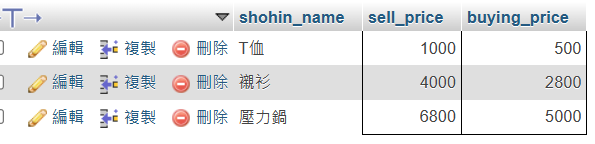 shohin_name sell_price buying_price
編輯 複製 刪除 T恤 1000 500
編輯 複製 刪除 襯衫 4000 2800
編輯 複製 刪除 壓力鍋 6800 5000